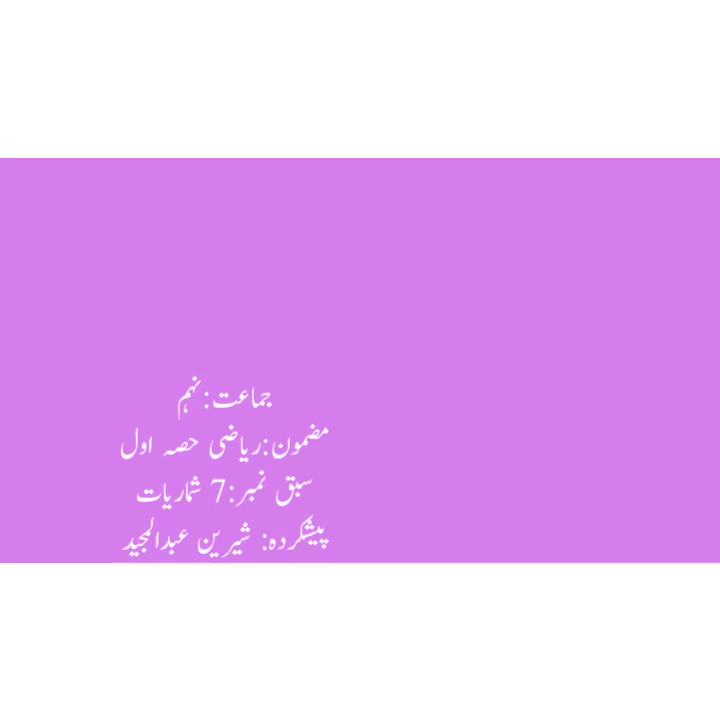 جماعت:نہم
مضمون:ریاضی حصہ اول
سبق نمبر:7 شماریات
پیشکردہ: شیرین عبدالمجید